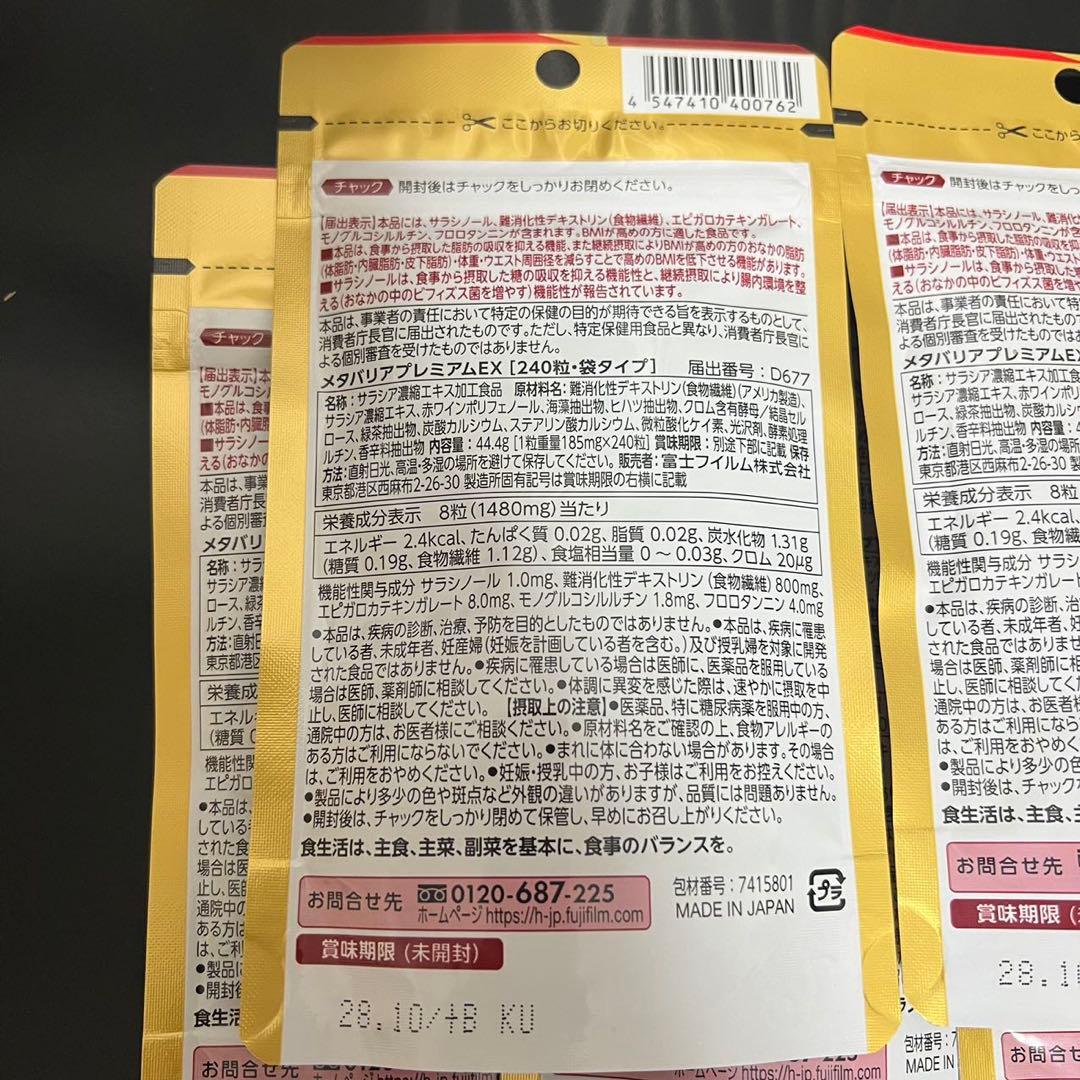 4 547410 400762
ここからお切りください。
チャック 開封後はチャックをしっかりお閉めください。
【届出表示】本品には、サラシノール、難消化性デキストリン(食物繊維)、エピガロカテキンガレート、
モノグルコシルルチン、フロロタンニンが含まれます。BMIが高めの方に適した食品です。
■本品は、食事から摂取した脂肪の吸収を抑える機能、また継続摂取によりBMIが高めの方のおなかの脂肪
(体脂肪・内臓脂肪・皮下脂肪)・体重・ウエスト周囲径を減らすことで高めのBMIを低下させる機能があります。
■サラシノールは、食事から摂取した糖の吸収を抑える機能性と、継続摂取により腸内環境を整
える(おなかの中のビフィズス菌を増やす)機能性が報告されています。
本品は、事業者の責任において特定の保健の目的が期待できる旨を表示するものとして、
消費者庁長官に届出されたものです。ただし、特定保健用食品と異なり、消費者庁長官に
よる個別審査を受けたものではありません。
メタバリアプレミアムEX [240粒・袋タイプ] 届出番号:D677
名称:サラシア濃縮エキス加工食品 原材料名:難消化性デキストリン(食物繊維)(アメリカ製造)、
サラシア濃縮エキス、赤ワインポリフェノール、海藻抽出物、ヒハツ抽出物、クロム含有酵母/結晶セル
ロース、緑茶抽出物、炭酸カルシウム、ステアリン酸カルシウム、微粒酸化ケイ素、光沢剤、酵素処理
ルチン、香辛料抽出物 内容量:44.4g[1粒重量185mg×240粒] 賞味期限:別途下部に記載 保存
方法:直射日光、高温・多湿の場所を避けて保存してください。 販売者:富士フイルム株式会社
東京都港区西麻布2-26-30 製造所固有記号は賞味期限の右横に記載
栄養成分表示 8粒(1480mg)当たり
エネルギー 2.4kcal、たんぱく質 0.02g、脂質 0.02g、炭水化物 1.31g
(糖質 0.19g、食物繊維 1.12g)、食塩相当量 0～0.03g、クロム 20μg
機能性関与成分 サラシノール 1.0mg、難消化性デキストリン(食物繊維) 800mg、
エピガロカテキンガレート 8.0mg、モノグルコシルルチン 1.8mg、フロロタンニン 4.0mg
●本品は、疾病の診断、治療、予防を目的としたものではありません。●本品は、疾病に罹患
している者、未成年者、妊産婦(妊娠を計画している者を含む。)及び授乳婦を対象に開発
された食品ではありません。●疾病に罹患している場合は医師に、医薬品を服用している
場合は医師、薬剤師に相談してください。●体調に異変を感じた際は、速やかに摂取を中
止し、医師に相談してください。 【摂取上の注意】●医薬品、特に糖尿病薬を服用中の方、
通院中の方は、お医者様にご相談ください。●原材料名をご確認の上、食物アレルギーの
ある方はご利用にならないでください。●まれに体に合わない場合があります。その場合
は、ご利用をおやめください。●妊娠・授乳中の方、お子様はご利用をお控えください。
●製品により多少の色や斑点など外観の違いがありますが、品質には問題ありません。
●開封後は、チャックをしっかり閉めて保管し、早めにお召し上がりください。
食生活は、主食、主菜、副菜を基本に、食事のバランスを。
お問合せ先 0120-687-225
ホームページ https://h-jp.fujifilm.com
包材番号:7415801
MADE IN JAPAN
プラ
賞味期限(未開封)
28.10/+B KU